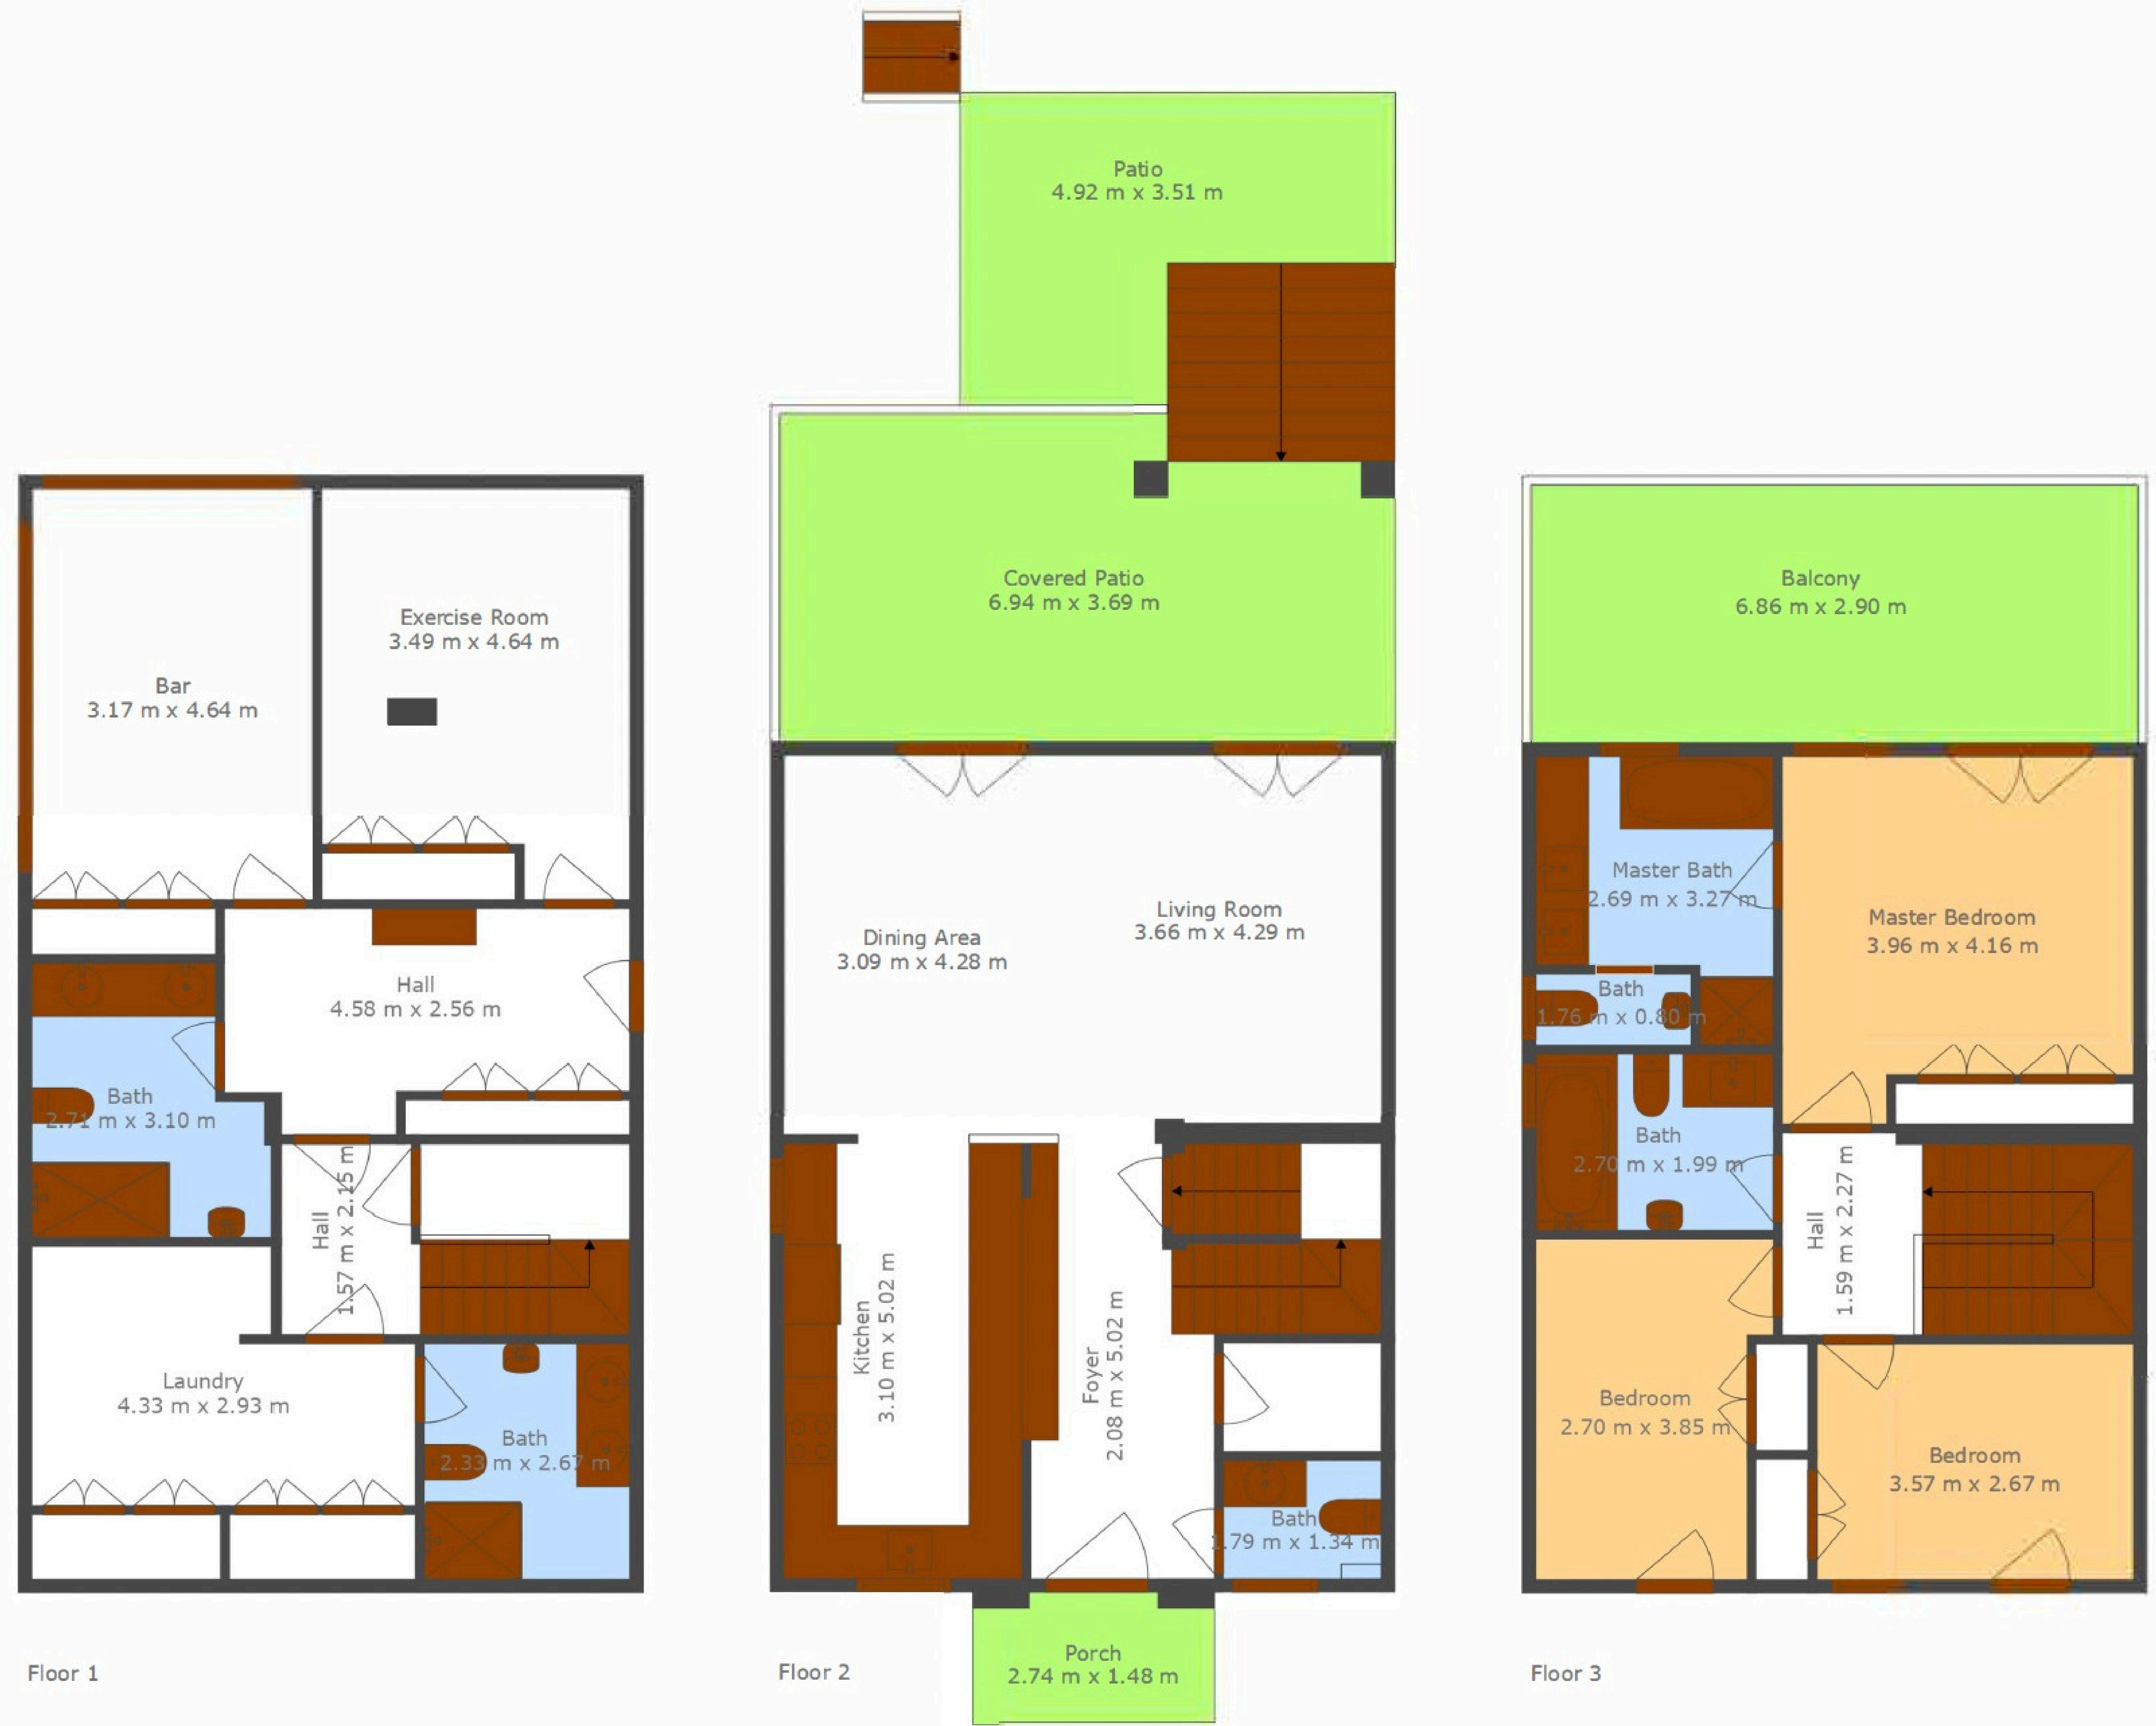 Bar
3.17 m x 4.64 m
Exercise Room
3.49 m x 4.64 m
Hall
4.58 m x 2.56 m
Bath
2.71 m x 3.10 m
Hall
1.57 m x 2.15 m
Laundry
4.33 m x 2.93 m
Bath
2.33 m x 2.67 m
Floor 1
Patio
4.92 m x 3.51 m
Covered Patio
6.94 m x 3.69 m
Dining Area
3.09 m x 4.28 m
Living Room
3.66 m x 4.29 m
Kitchen
3.10 m x 5.02 m
Foyer
2.08 m x 5.02 m
Bath
1.79 m x 1.34 m
Porch
2.74 m x 1.48 m
Floor 2
Balcony
6.86 m x 2.90 m
Master Bath
2.69 m x 3.27 m
Master Bedroom
3.96 m x 4.16 m
Bath
1.76 m x 0.80 m
Bath
2.70 m x 1.99 m
Hall
1.59 m x 2.27 m
Bedroom
2.70 m x 3.85 m
Bedroom
3.57 m x 2.67 m
Floor 3